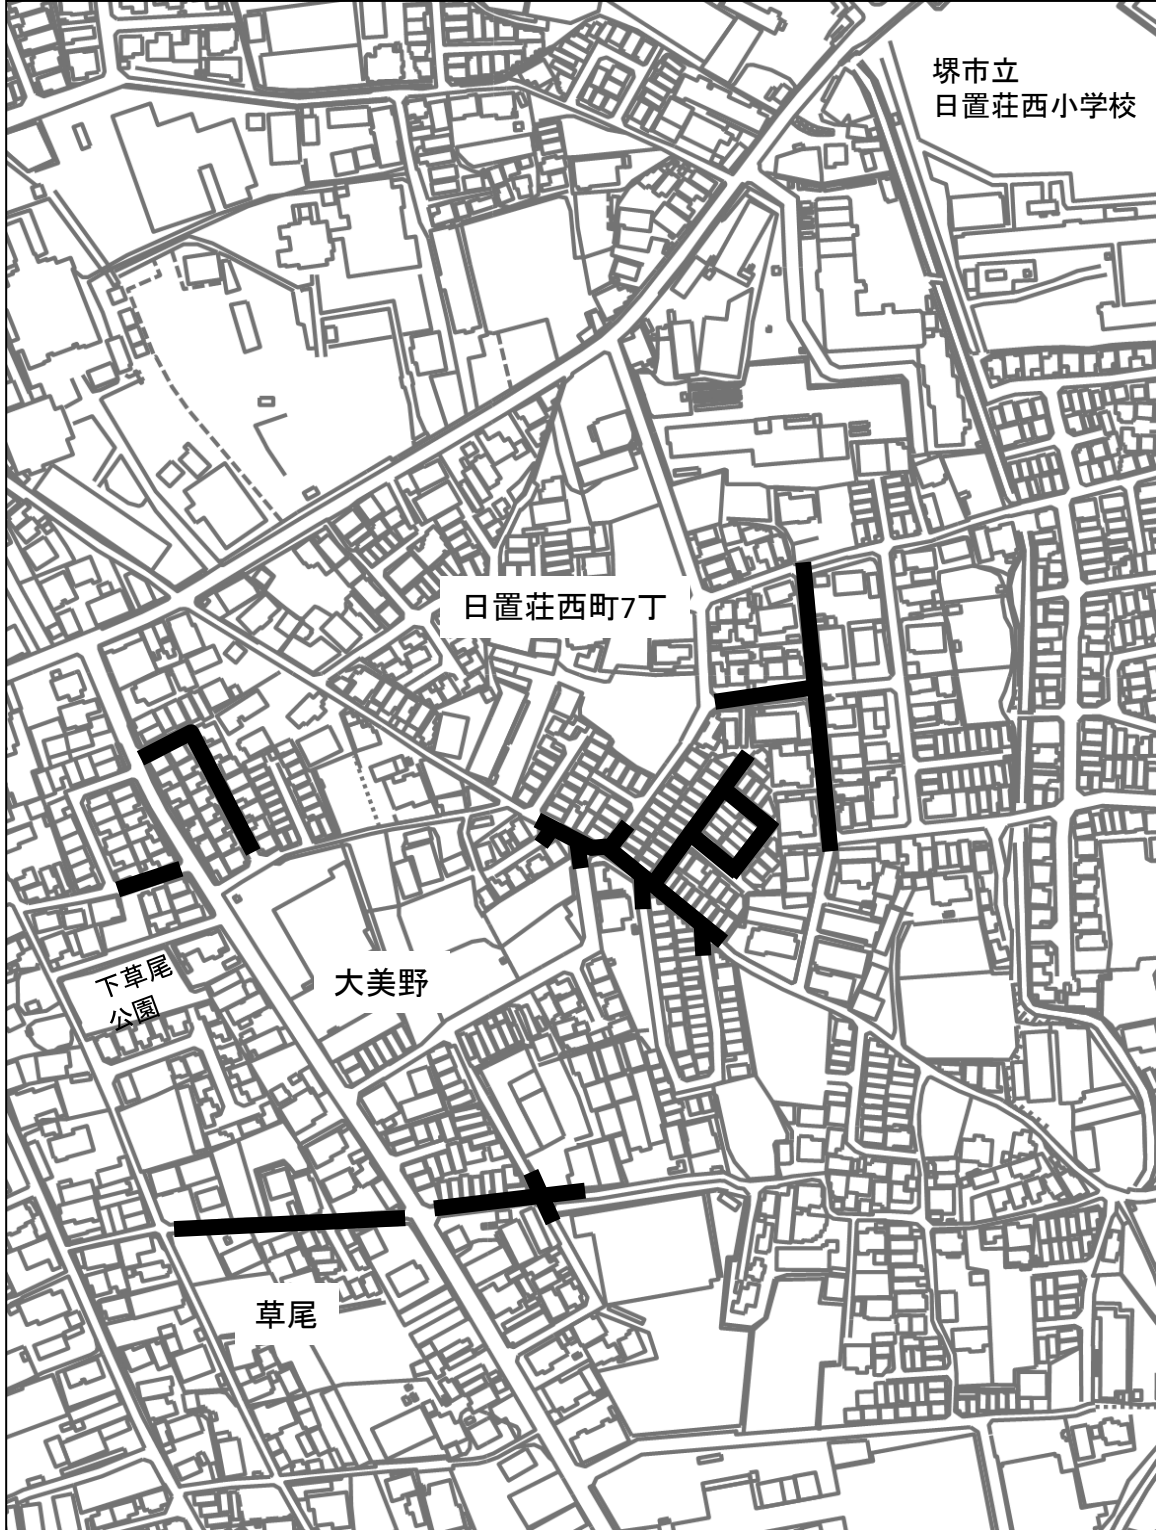 堺市立
日置荘西小学校
日置荘西町7丁
下草尾
公園
大美野
草尾